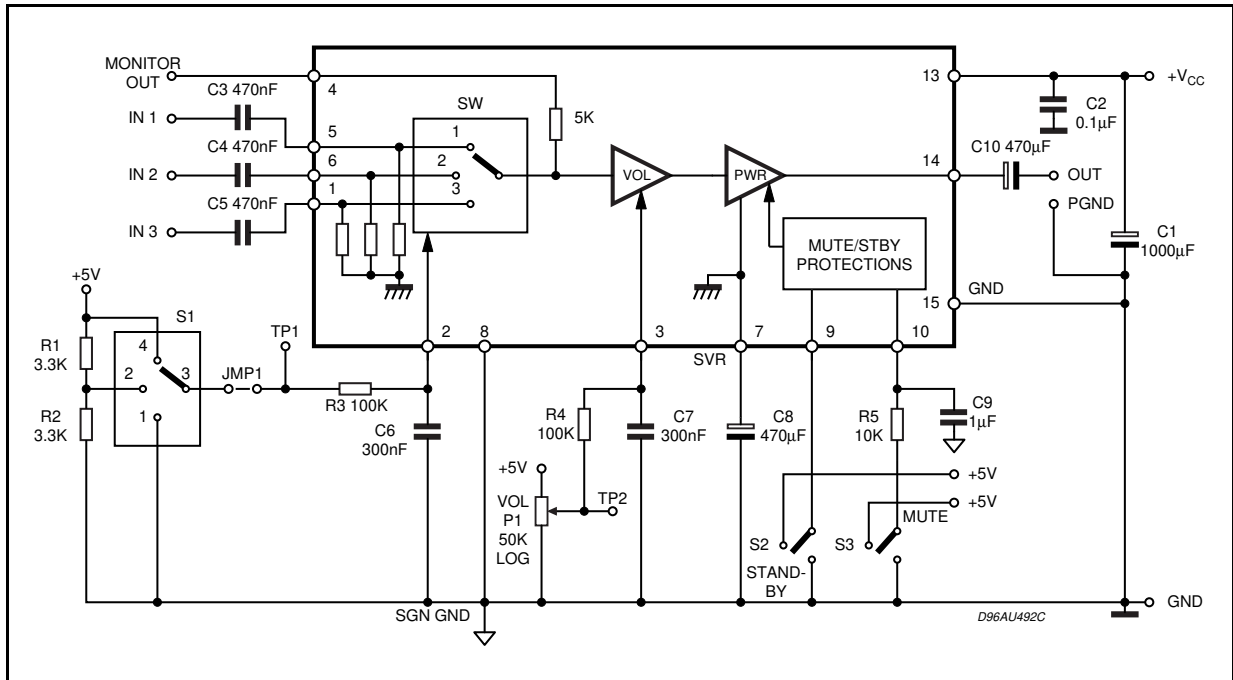 MONITOR
OUT
C3 470nF
IN 1
C4 470nF
IN 2
C5 470nF
IN 3
4
5
6
1
SW
1
2
3
5K
VOL
PWR
MUTE/STBY
PROTECTIONS
13
14
15
+VCC
C2
0.1µF
C10 470µF
OUT
PGND
C1
1000µF
GND
+5V
S1
R1
3.3K
R2
3.3K
4
2
3
1
JMP1
TP1
R3 100K
2
8
3
SVR
7
9
10
C6
300nF
R4
100K
C7
300nF
C8
470µF
R5
10K
C9
1µF
+5V
VOL
P1
50K
LOG
TP2
+5V
+5V
MUTE
S2
S3
STAND-
BY
SGN GND
D96AU492C
GND